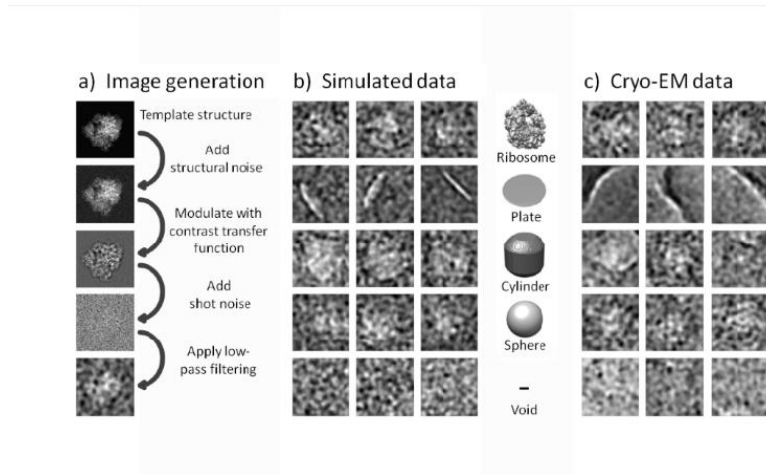 a) Image generation
Template structure
Add
structural noise
Modulate with
contrast transfer
function
Add
shot noise
Apply low-
pass filtering
b) Simulated data
Ribosome
Plate
Cylinder
Sphere
-
Void
c) Cryo-EM data